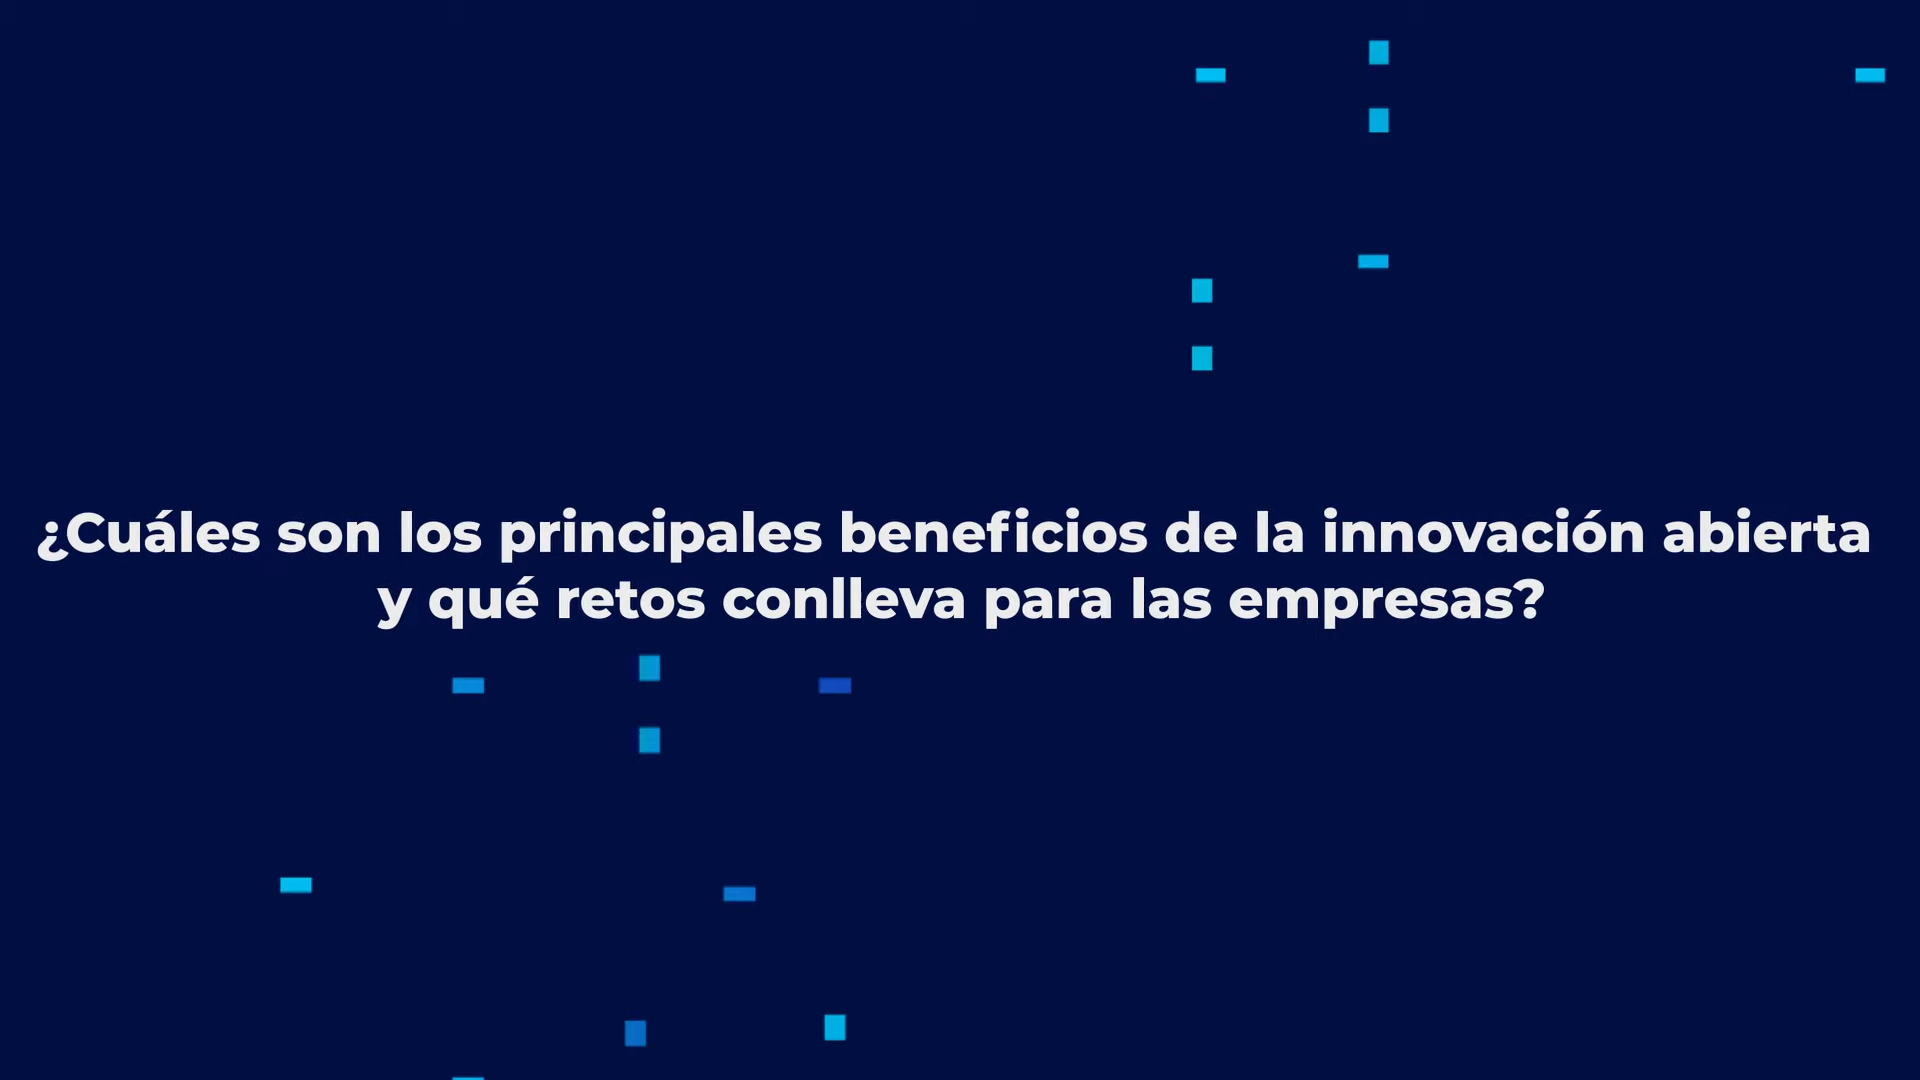 ¿Cuáles son los principales beneficios de la innovación abierta
y qué retos conlleva para las empresas?